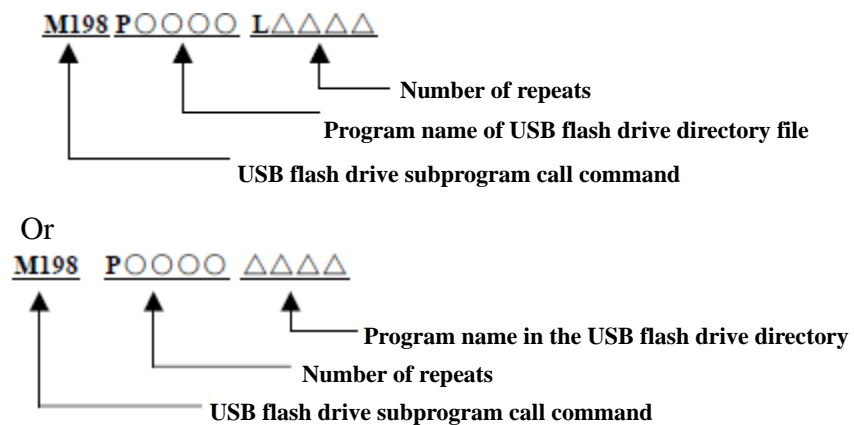 M198 P○○○○ L△△△△
Number of repeats
Program name of USB flash drive directory file
USB flash drive subprogram call command
Or
M198 P○○○○ △△△△
Program name in the USB flash drive directory
Number of repeats
USB flash drive subprogram call command